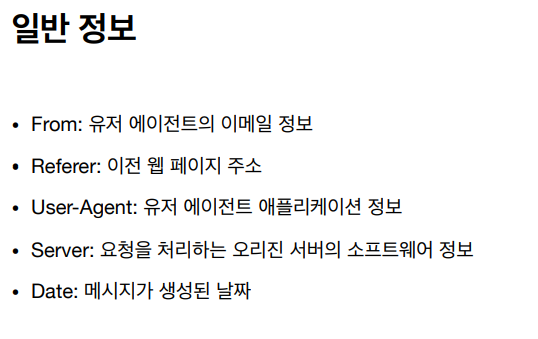 일반 정보
• From: 유저 에이전트의 이메일 정보
• Referer: 이전 웹 페이지 주소
• User-Agent: 유저 에이전트 애플리케이션 정보
• Server: 요청을 처리하는 오리진 서버의 소프트웨어 정보
• Date: 메시지가 생성된 날짜